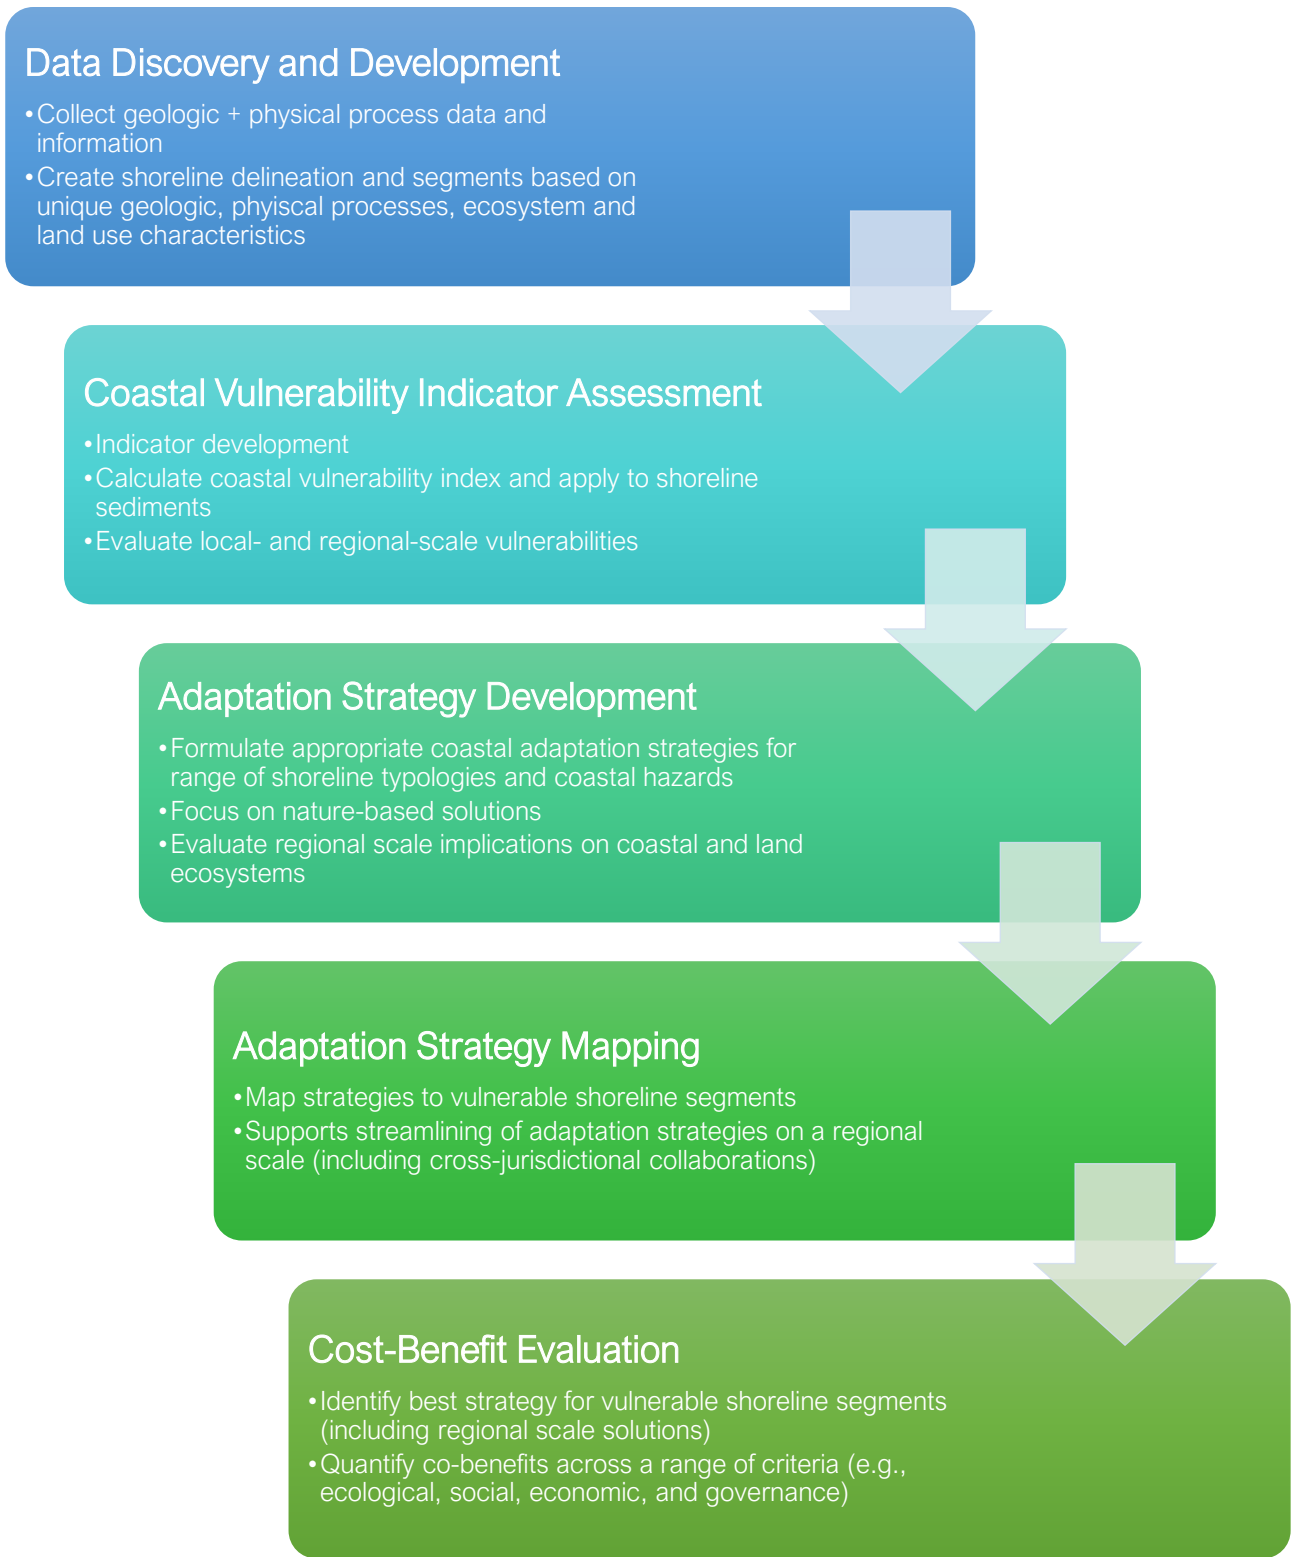 Data Discovery and Development
•Collect geologic + physical process data and
information
•Create shoreline delineation and segments based on
unique geologic, phyiscal processes, ecosystem and
land use characteristics
Coastal Vulnerability Indicator Assessment
•Indicator development
•Calculate coastal vulnerability index and apply to shoreline
sediments
•Evaluate local- and regional-scale vulnerabilities
Adaptation Strategy Development
•Formulate appropriate coastal adaptation strategies for
range of shoreline typologies and coastal hazards
•Focus on nature-based solutions
•Evaluate regional scale implications on coastal and land
ecosystems
Adaptation Strategy Mapping
•Map strategies to vulnerable shoreline segments
•Supports streamlining of adaptation strategies on a regional
scale (including cross-jurisdictional collaborations)
Cost-Benefit Evaluation
•Identify best strategy for vulnerable shoreline segments
(including regional scale solutions)
•Quantify co-benefits across a range of criteria (e.g.,
ecological, social, economic, and governance)